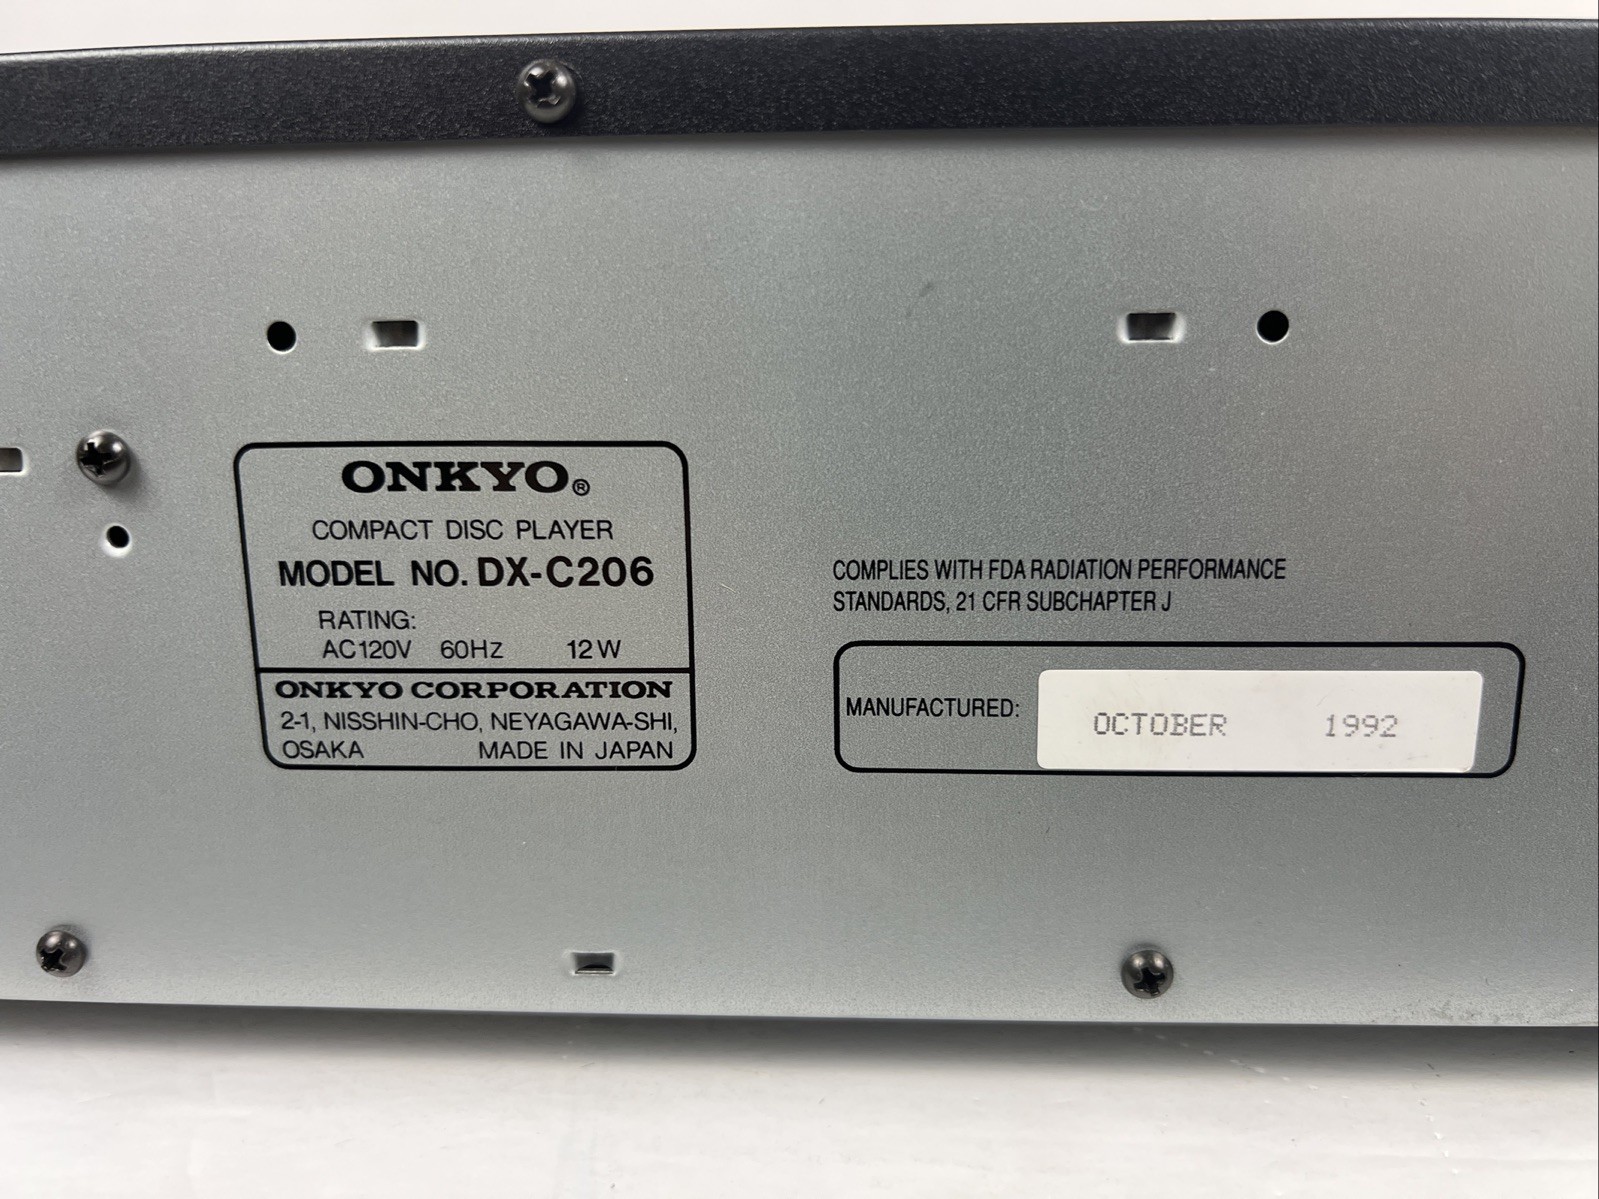 ONKYO®
COMPACT DISC PLAYER
MODEL NO. DX-C206
RATING:
AC120V 60Hz 12W
ONKYO CORPORATION
2-1, NISSHIN-CHO, NEYAGAWA-SHI,
OSAKA MADE IN JAPAN
COMPLIES WITH FDA RADIATION PERFORMANCE
STANDARDS, 21 CFR SUBCHAPTER J
MANUFACTURED: OCTOBER 1992